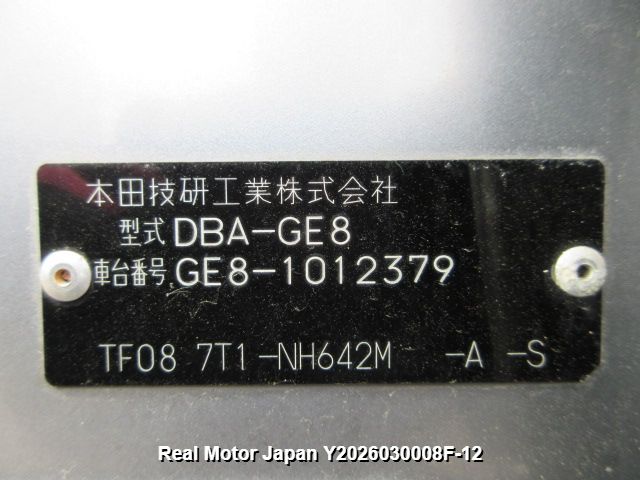 本田技研工業株式会社
型式 DBA-GE8
車台番号 GE8-1012379
TF08 7T1-NH642M -A -S
Real Motor Japan Y2026030008F-12